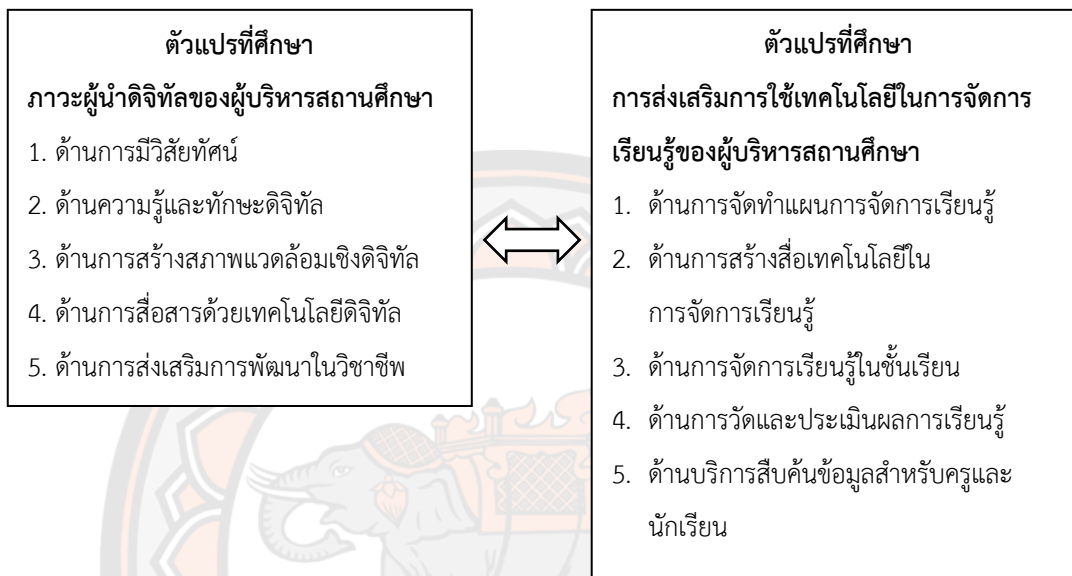 ตัวแปรที่ศึกษา
ภาวะผู้นำดิจิทัลของผู้บริหารสถานศึกษา
1. ด้านการมีวิสัยทัศน์
2. ด้านความรู้และทักษะดิจิทัล
3. ด้านการสร้างสภาพแวดล้อมเชิงดิจิทัล
4. ด้านการสื่อสารด้วยเทคโนโลยีดิจิทัล
5. ด้านการส่งเสริมการพัฒนาในวิชาชีพ
ตัวแปรที่ศึกษา
การส่งเสริมการใช้เทคโนโลยีในการจัดการ
เรียนรู้ของผู้บริหารสถานศึกษา
1. ด้านการจัดทำแผนการจัดการเรียนรู้
2. ด้านการสร้างสื่อเทคโนโลยีใน
การจัดการเรียนรู้
3. ด้านการจัดการเรียนรู้ในชั้นเรียน
4. ด้านการวัดและประเมินผลการเรียนรู้
5. ด้านบริการสืบค้นข้อมูลสำหรับครูและ
นักเรียน